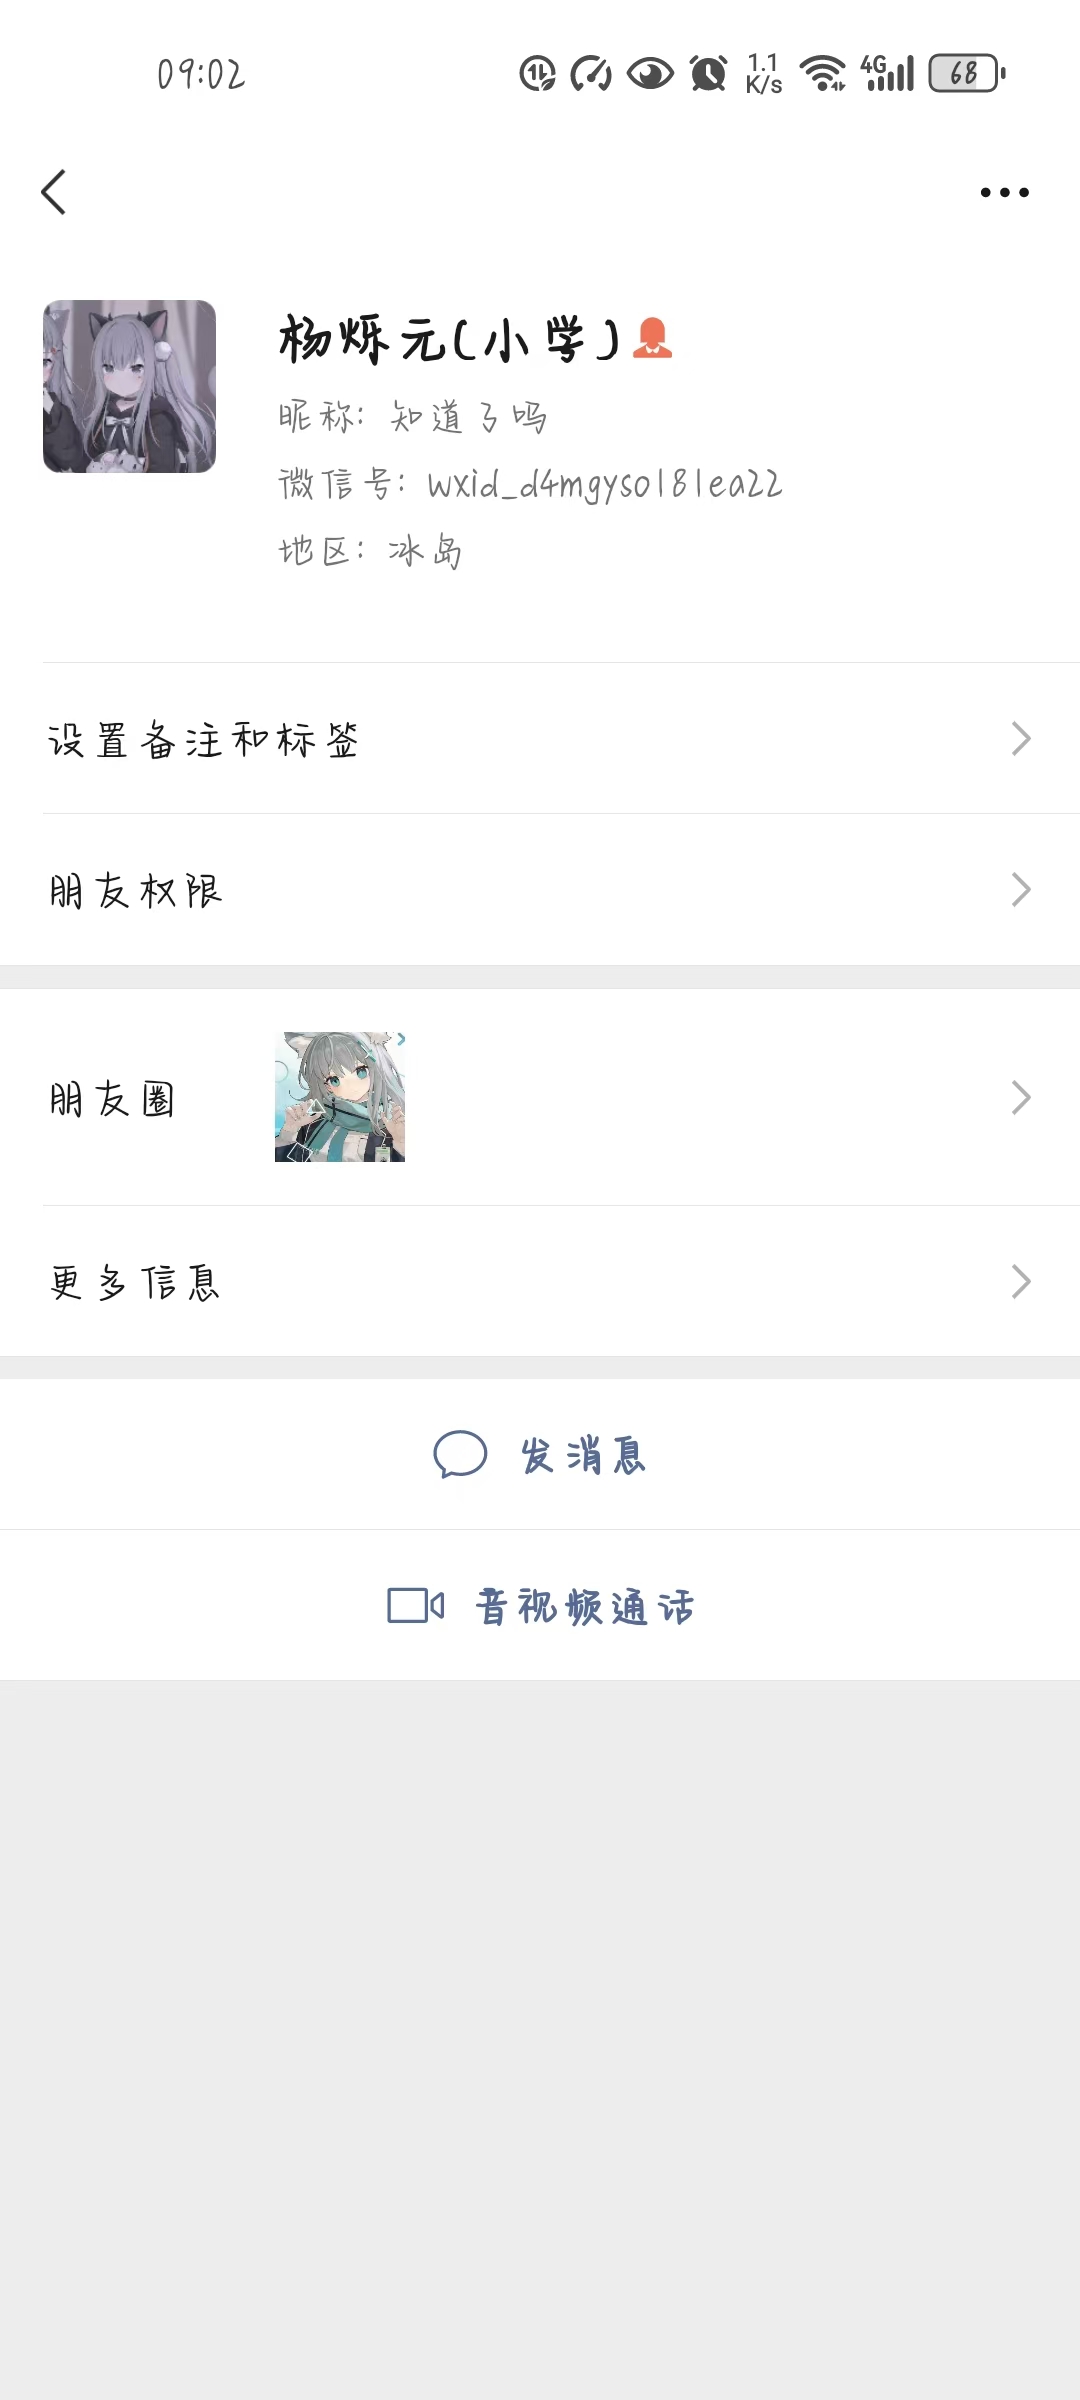 09:02
1.1
K/s
4G
68
杨烁元(小学)
昵称: 知道了吗
微信号: wxid_d4mgysol81ea22
地区: 冰岛
设置备注和标签
朋友权限
朋友圈
更多信息
发消息
音视频通话